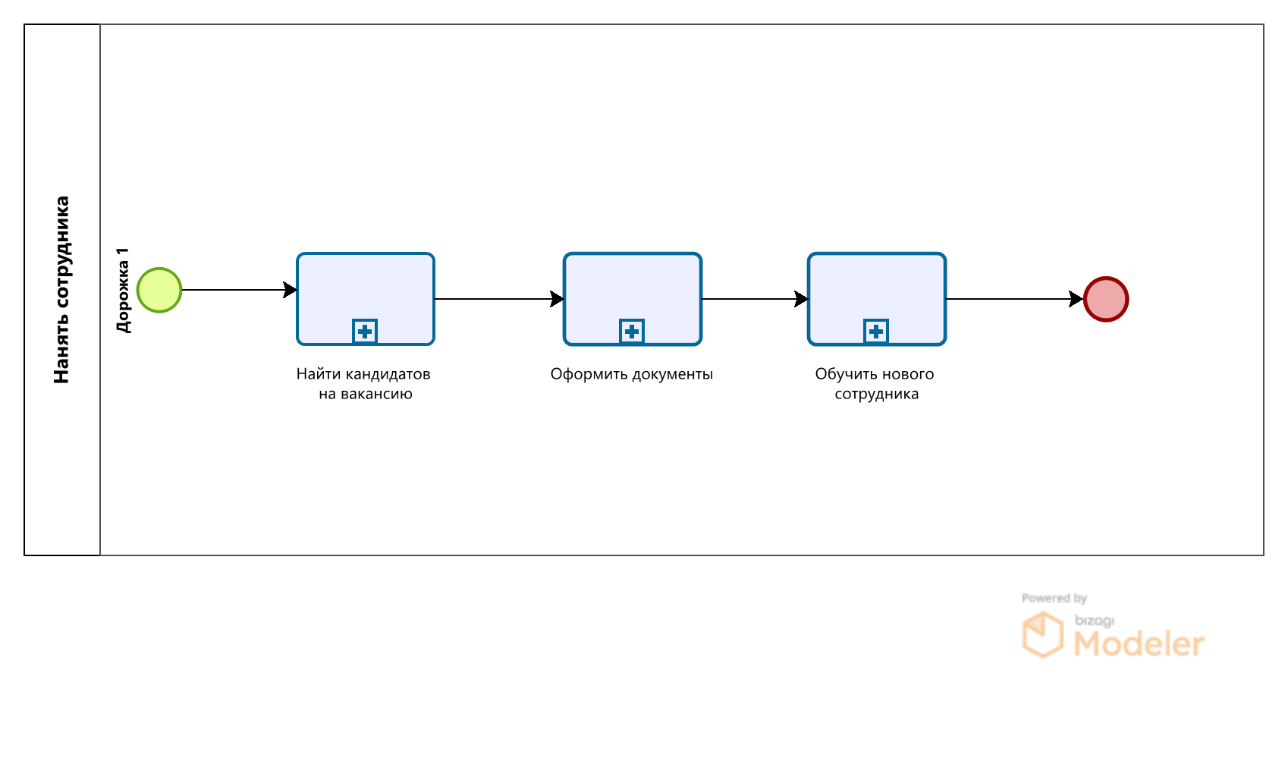 Нанять сотрудника
Дорожка 1
Найти кандидатов
на вакансию
Оформить документы
Обучить нового
сотрудника
Powered by
bizagi
Modeler